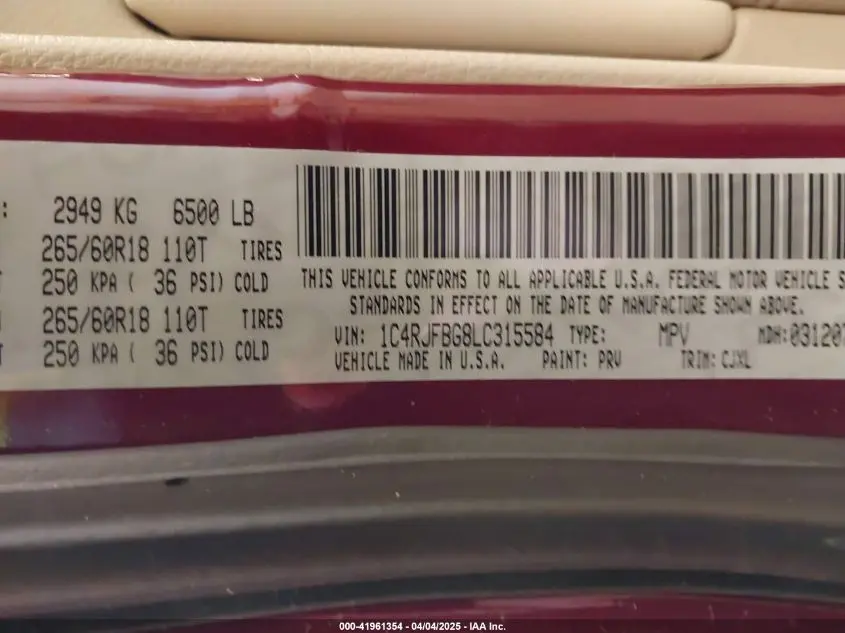 : 2949 KG 6500 LB
265/60R18 110T TIRES
250 KPA ( 36 PSI) COLD
265/60R18 110T TIRES
250 KPA ( 36 PSI) COLD
THIS VEHICLE CONFORMS TO ALL APPLICABLE U.S.A. FEDERAL MOTOR VEHICLE S
STANDARDS IN EFFECT ON THE DATE OF MANUFACTURE SHOWN ABOVE.
VIN: 1C4RJFBG8LC315584 TYPE: MPV MDH:031207
VEHICLE MADE IN U.S.A. PAINT: PRV TRIM: CJXL
000-41961354 - 04/04/2025 - IAA Inc.